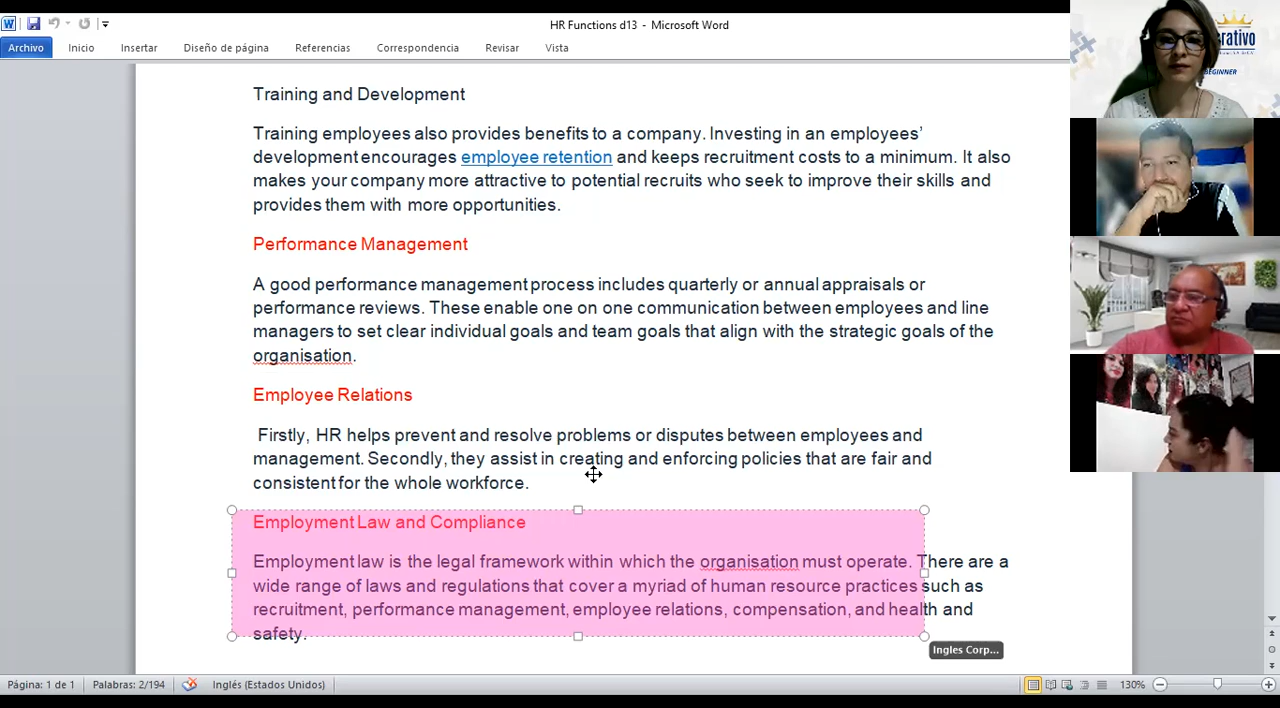 HR Functions d13 - Microsoft Word
Archivo Inicio Insertar Diseño de página Referencias Correspondencia Revisar Vista
Training and Development
Training employees also provides benefits to a company. Investing in an employees’
development encourages employee retention and keeps recruitment costs to a minimum. It also
makes your company more attractive to potential recruits who seek to improve their skills and
provides them with more opportunities.
Performance Management
A good performance management process includes quarterly or annual appraisals or
performance reviews. These enable one on one communication between employees and line
managers to set clear individual goals and team goals that align with the strategic goals of the
organisation.
Employee Relations
Firstly, HR helps prevent and resolve problems or disputes between employees and
management. Secondly, they assist in creating and enforcing policies that are fair and
consistent for the whole workforce.
Employment Law and Compliance
Employment law is the legal framework within which the organisation must operate. There are a
wide range of laws and regulations that cover a myriad of human resource practices such as
recruitment, performance management, employee relations, compensation, and health and
safety.
Ingles Corp...
Página: 1 de 1 Palabras: 2/194 Inglés (Estados Unidos) 130%
BEGINNER